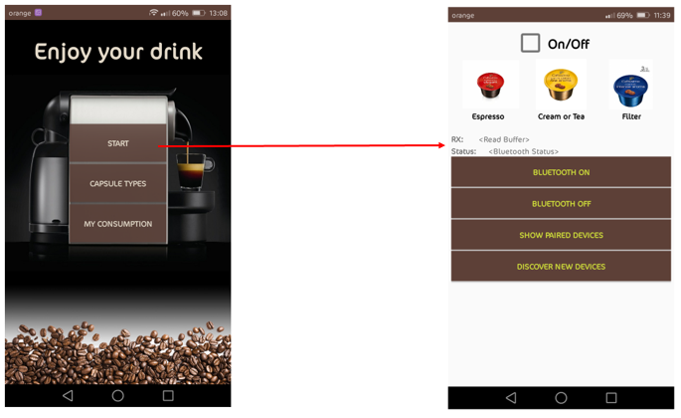 orange 60% 13:08
Enjoy your drink
START
CAPSULE TYPES
MY CONSUMPTION
orange 69% 11:39
On/Off
Espresso
Cream or Tea
Filter
RX: <Read Buffer>
Status: <Bluetooth Status>
BLUETOOTH ON
BLUETOOTH OFF
SHOW PAIRED DEVICES
DISCOVER NEW DEVICES